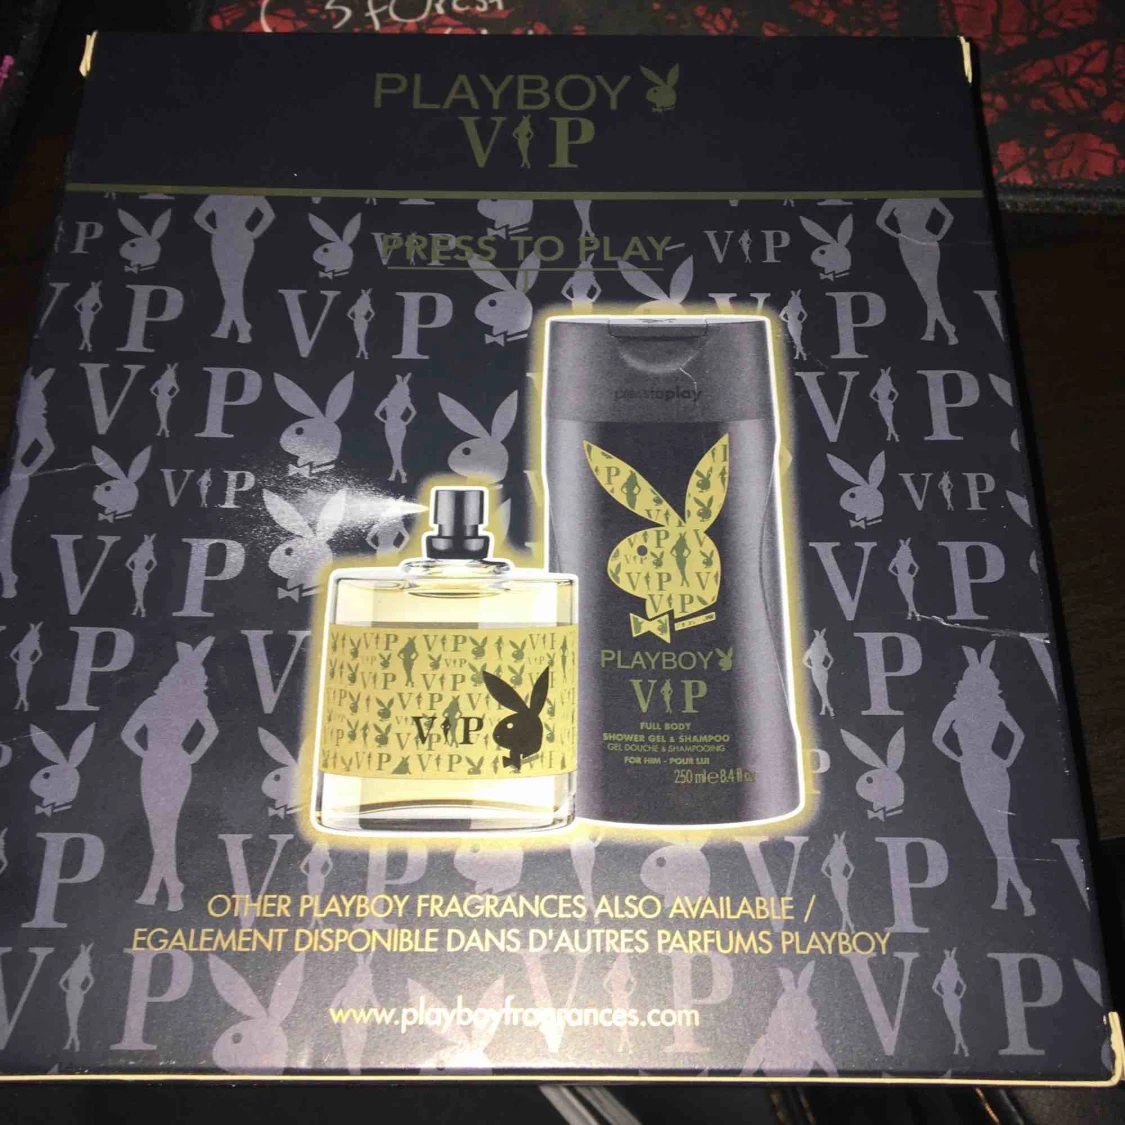 sforest
PLAYBOY
VIP
PRESS TO PLAY
presstoplay
PLAYBOY
VIP
FULL BODY
SHOWER GEL & SHAMPOO
GEL DOUCHE & SHAMPOOING
FOR HIM - POUR LUI
250 ml e 8.4 fl oz
VIP
OTHER PLAYBOY FRAGRANCES ALSO AVAILABLE /
EGALEMENT DISPONIBLE DANS D'AUTRES PARFUMS PLAYBOY
www.playboyfragrances.com